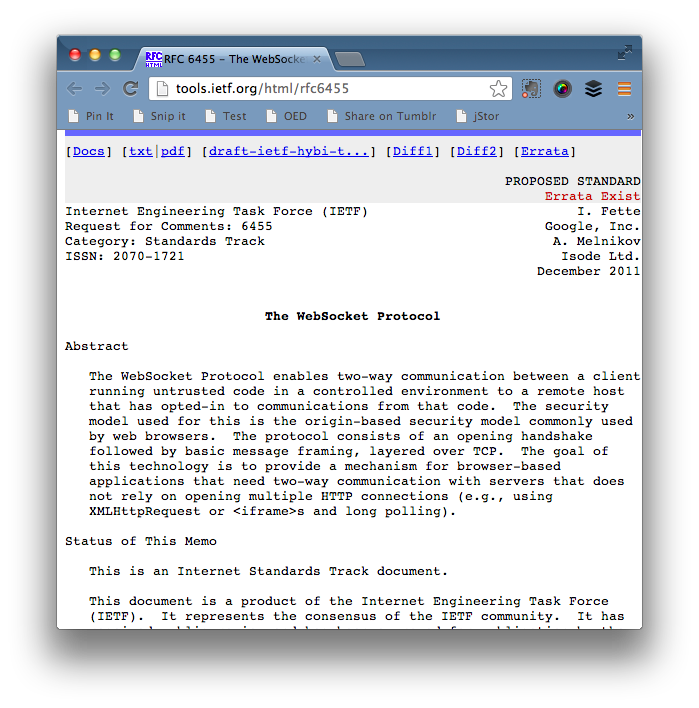 RFC HTML RFC 6455 - The WebSocke
tools.ietf.org/html/rfc6455
Pin It Snip it Test OED Share on Tumblr jStor »
[Docs] [txt|pdf] [draft-ietf-hybi-t...] [Diff1] [Diff2] [Errata]
PROPOSED STANDARD
Errata Exist
Internet Engineering Task Force (IETF) I. Fette
Request for Comments: 6455 Google, Inc.
Category: Standards Track A. Melnikov
ISSN: 2070-1721 Isode Ltd.
December 2011
The WebSocket Protocol
Abstract
The WebSocket Protocol enables two-way communication between a client
running untrusted code in a controlled environment to a remote host
that has opted-in to communications from that code. The security
model used for this is the origin-based security model commonly used
by web browsers. The protocol consists of an opening handshake
followed by basic message framing, layered over TCP. The goal of
this technology is to provide a mechanism for browser-based
applications that need two-way communication with servers that does
not rely on opening multiple HTTP connections (e.g., using
XMLHttpRequest or <iframe>s and long polling).
Status of This Memo
This is an Internet Standards Track document.
This document is a product of the Internet Engineering Task Force
(IETF). It represents the consensus of the IETF community. It has